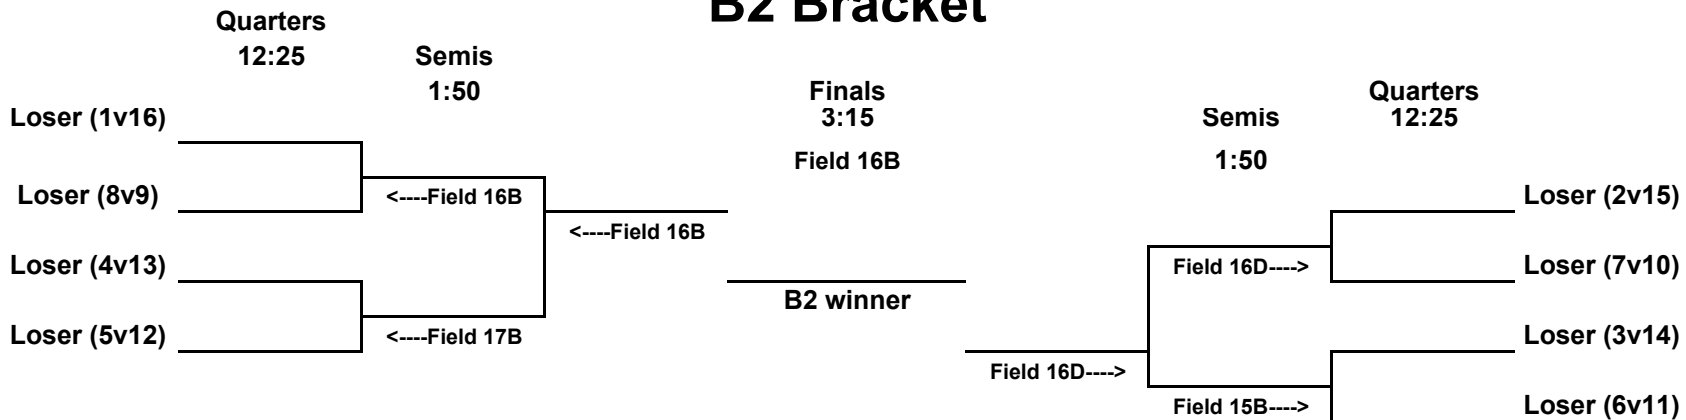 B2 Bracket
Quarters
12:25
Semis
1:50
Finals
3:15
Field 16B
Semis
1:50
Quarters
12:25
Loser (1v16)
Loser (8v9)
<----Field 16B
<----Field 16B
Loser (4v13)
Loser (5v12)
<----Field 17B
B2 winner
Loser (2v15)
Field 16D---->
Loser (7v10)
Loser (3v14)
Field 16D---->
Field 15B---->
Loser (6v11)